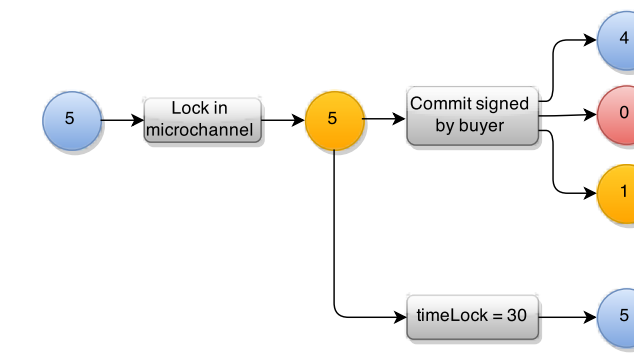 4
5
Lock in
microchannel
5
Commit signed
by buyer
0
1
timeLock = 30
5